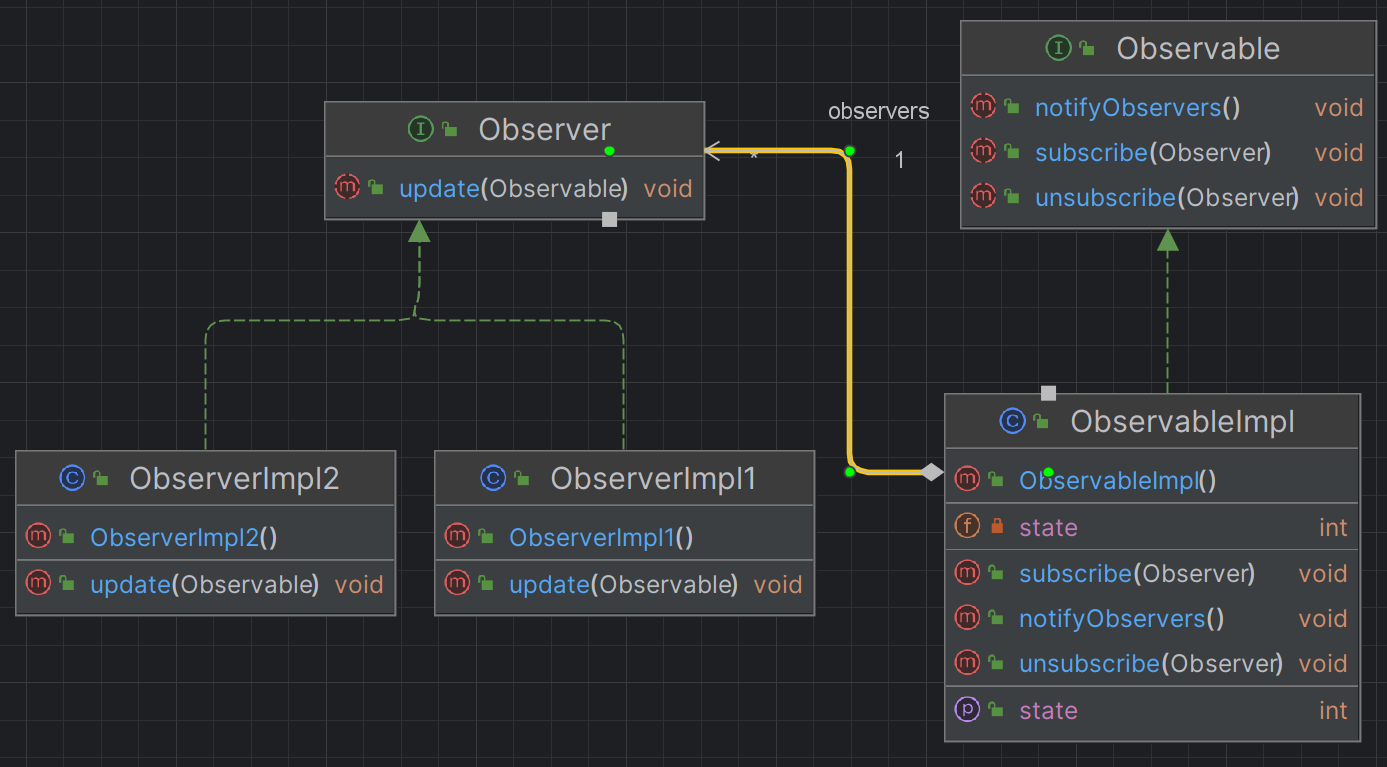 I Observer
m update(Observable) void
observers
*
1
I Observable
m notifyObservers() void
m subscribe(Observer) void
m unsubscribe(Observer) void
C ObserverImpl2
m ObserverImpl2()
m update(Observable) void
C ObserverImpl1
m ObserverImpl1()
m update(Observable) void
C ObservableImpl
m ObservableImpl()
f state int
m subscribe(Observer) void
m notifyObservers() void
m unsubscribe(Observer) void
p state int